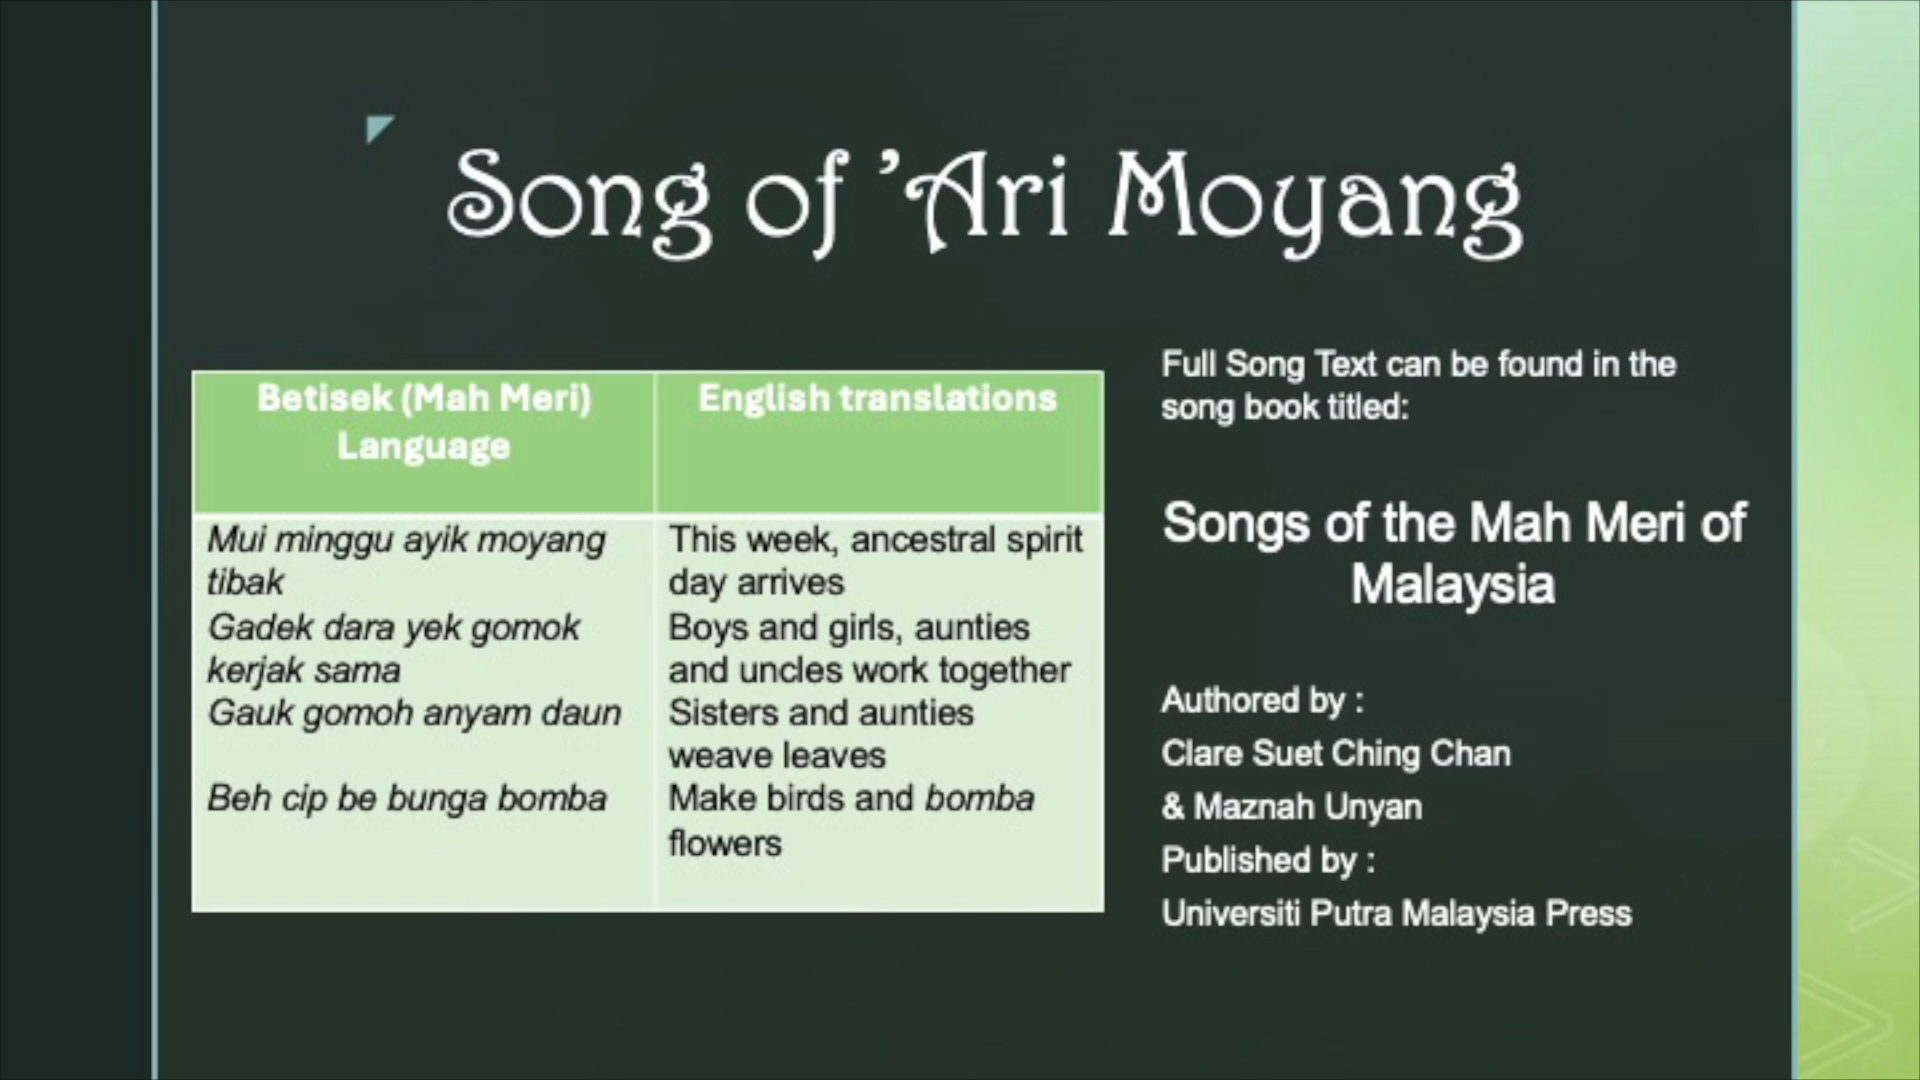 Song of ’Ari Moyang
Betisek (Mah Meri)
Language
English translations
Mui minggu ayik moyang
tibak
Gadek dara yek gomok
kerjak sama
Gauk gomoh anyam daun
Beh cip be bunga bomba
This week, ancestral spirit
day arrives
Boys and girls, aunties
and uncles work together
Sisters and aunties
weave leaves
Make birds and bomba
flowers
Full Song Text can be found in the
song book titled:
Songs of the Mah Meri of
Malaysia
Authored by :
Clare Suet Ching Chan
& Maznah Unyan
Published by :
Universiti Putra Malaysia Press